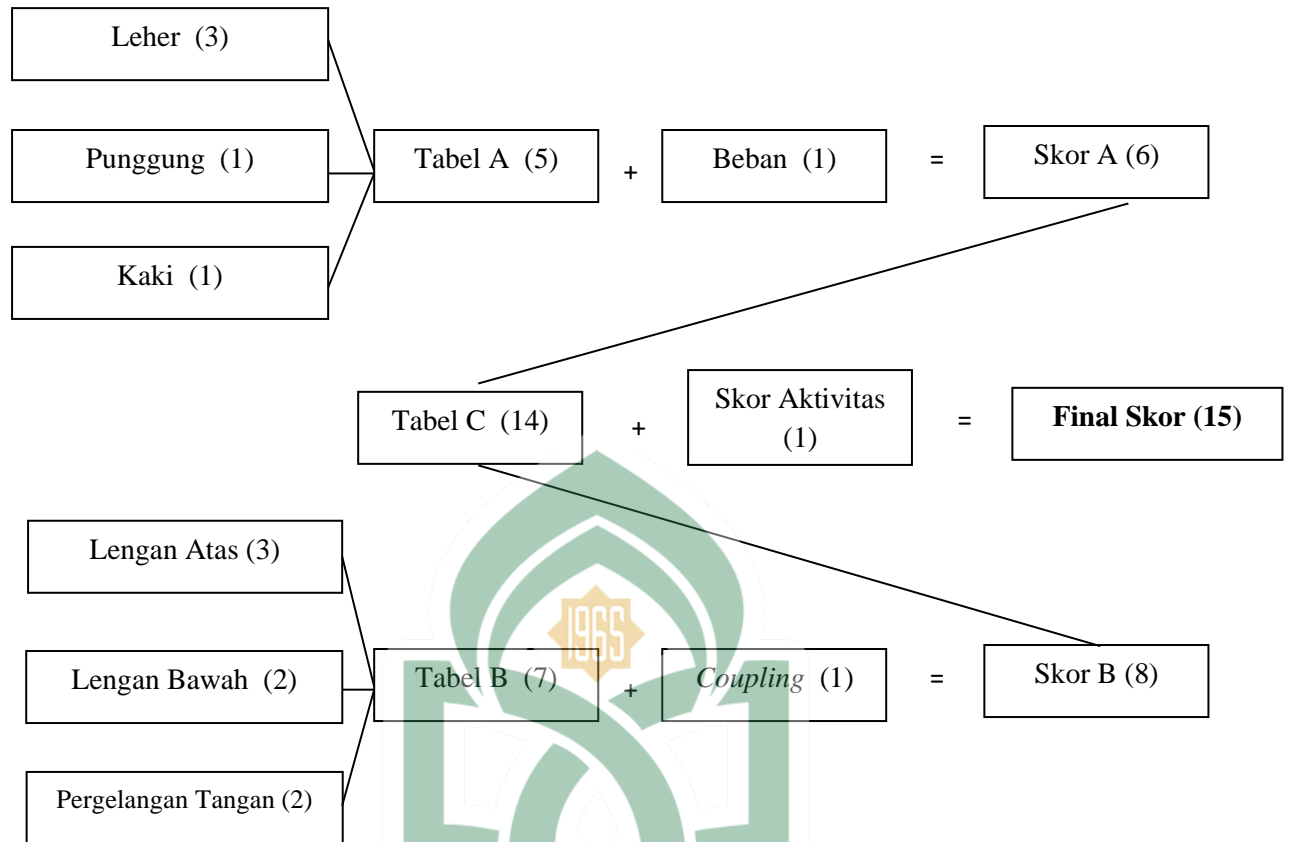 Leher (3)
Punggung (1)
Tabel A (5)
+
Beban (1)
=
Skor A (6)
Kaki (1)
Tabel C (14)
+
Skor Aktivitas
(1)
=
Final Skor (15)
Lengan Atas (3)
1965
Lengan Bawah (2)
Tabel B (7)
+
Coupling (1)
=
Skor B (8)
Pergelangan Tangan (2)